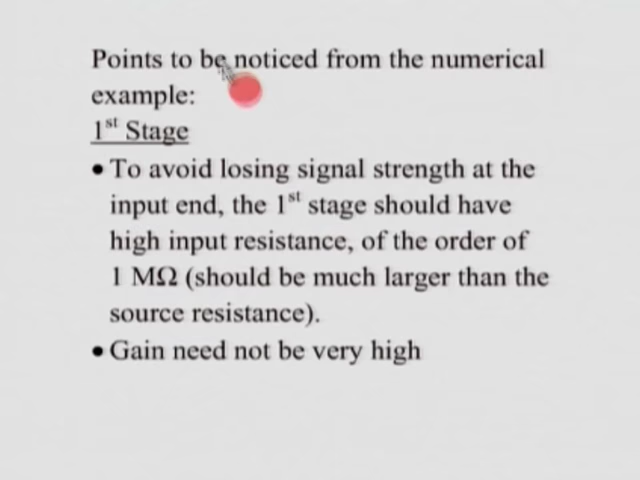 Points to be noticed from the numerical
example:
1st Stage
• To avoid losing signal strength at the
input end, the 1st stage should have
high input resistance, of the order of
1 MΩ (should be much larger than the
source resistance).
• Gain need not be very high